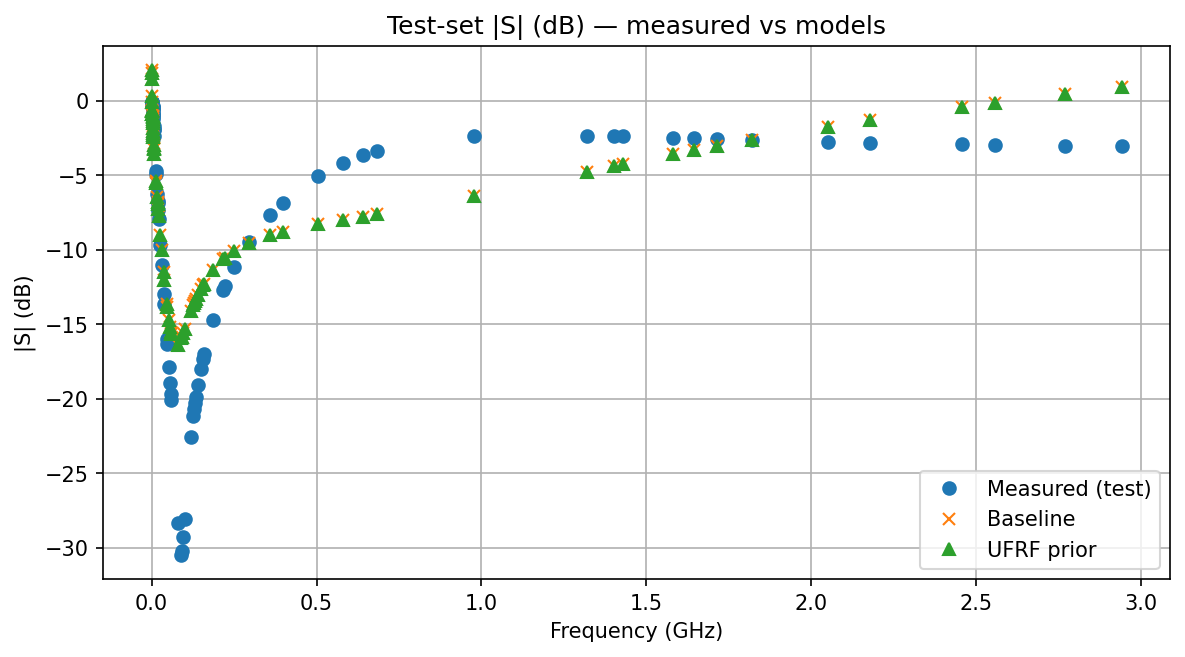 Test-set |S| (dB) — measured vs models
|S| (dB)
0
−5
−10
−15
−20
−25
−30
Measured (test)
Baseline
UFRF prior
0.0 0.5 1.0 1.5 2.0 2.5 3.0
Frequency (GHz)